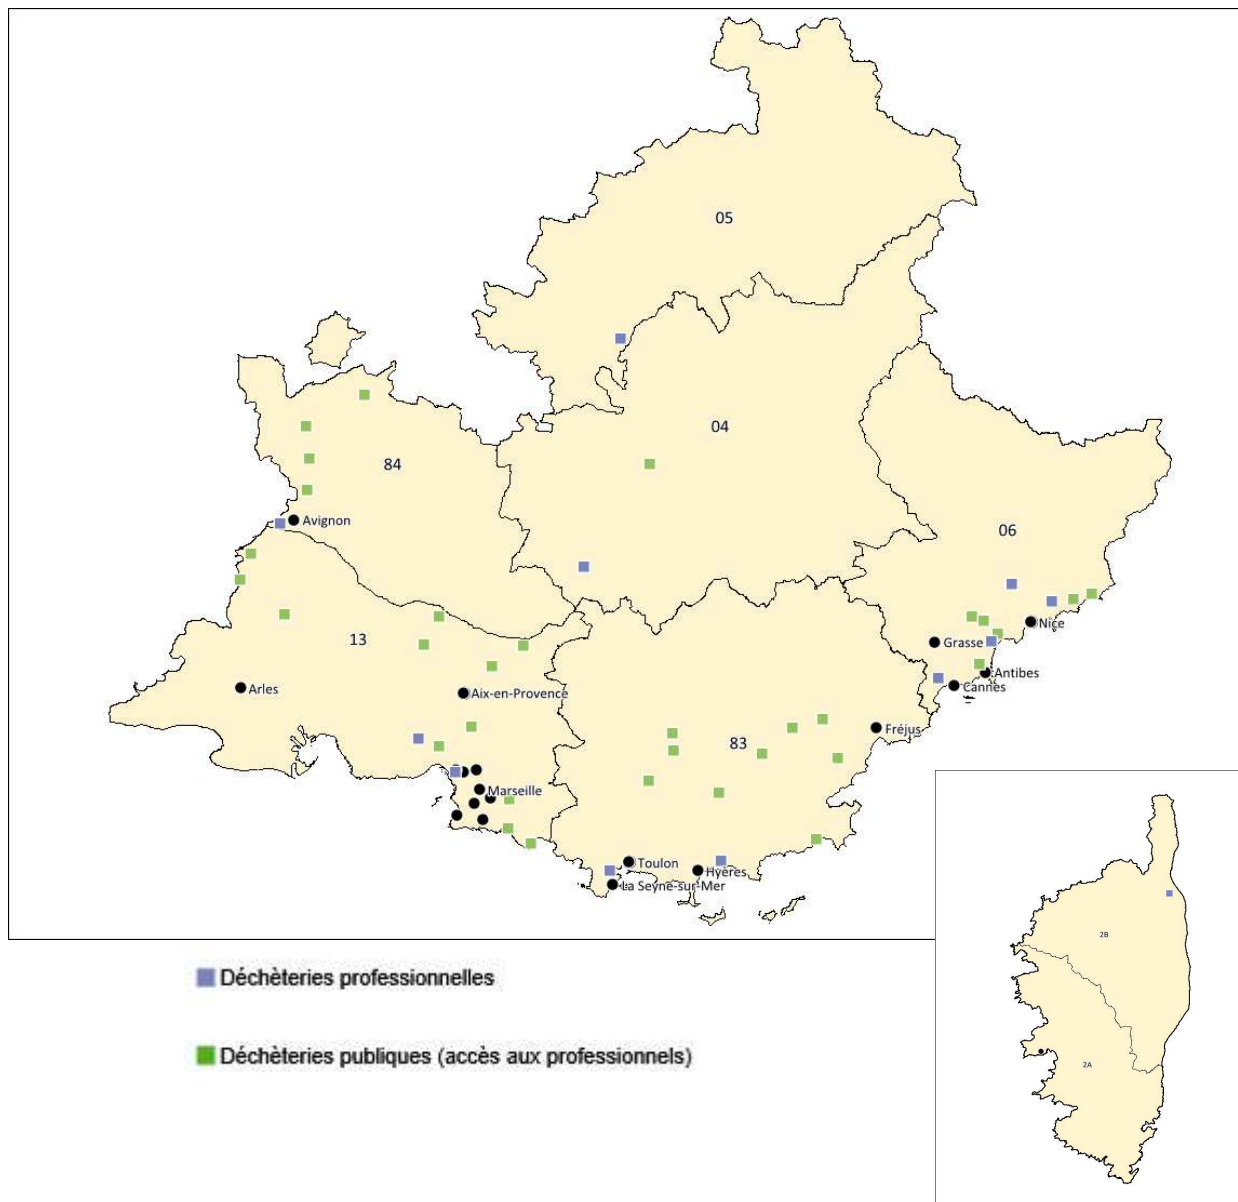 05
04
84
Avignon
06
13
Nice
Grasse
Arles
Antibes
Cannes
Aix-en-Provence
Fréjus
83
Marseille
Toulon
Hyères
La Seyne-sur-Mer
2B
2A
Déchèteries professionnelles
Déchèteries publiques (accès aux professionnels)